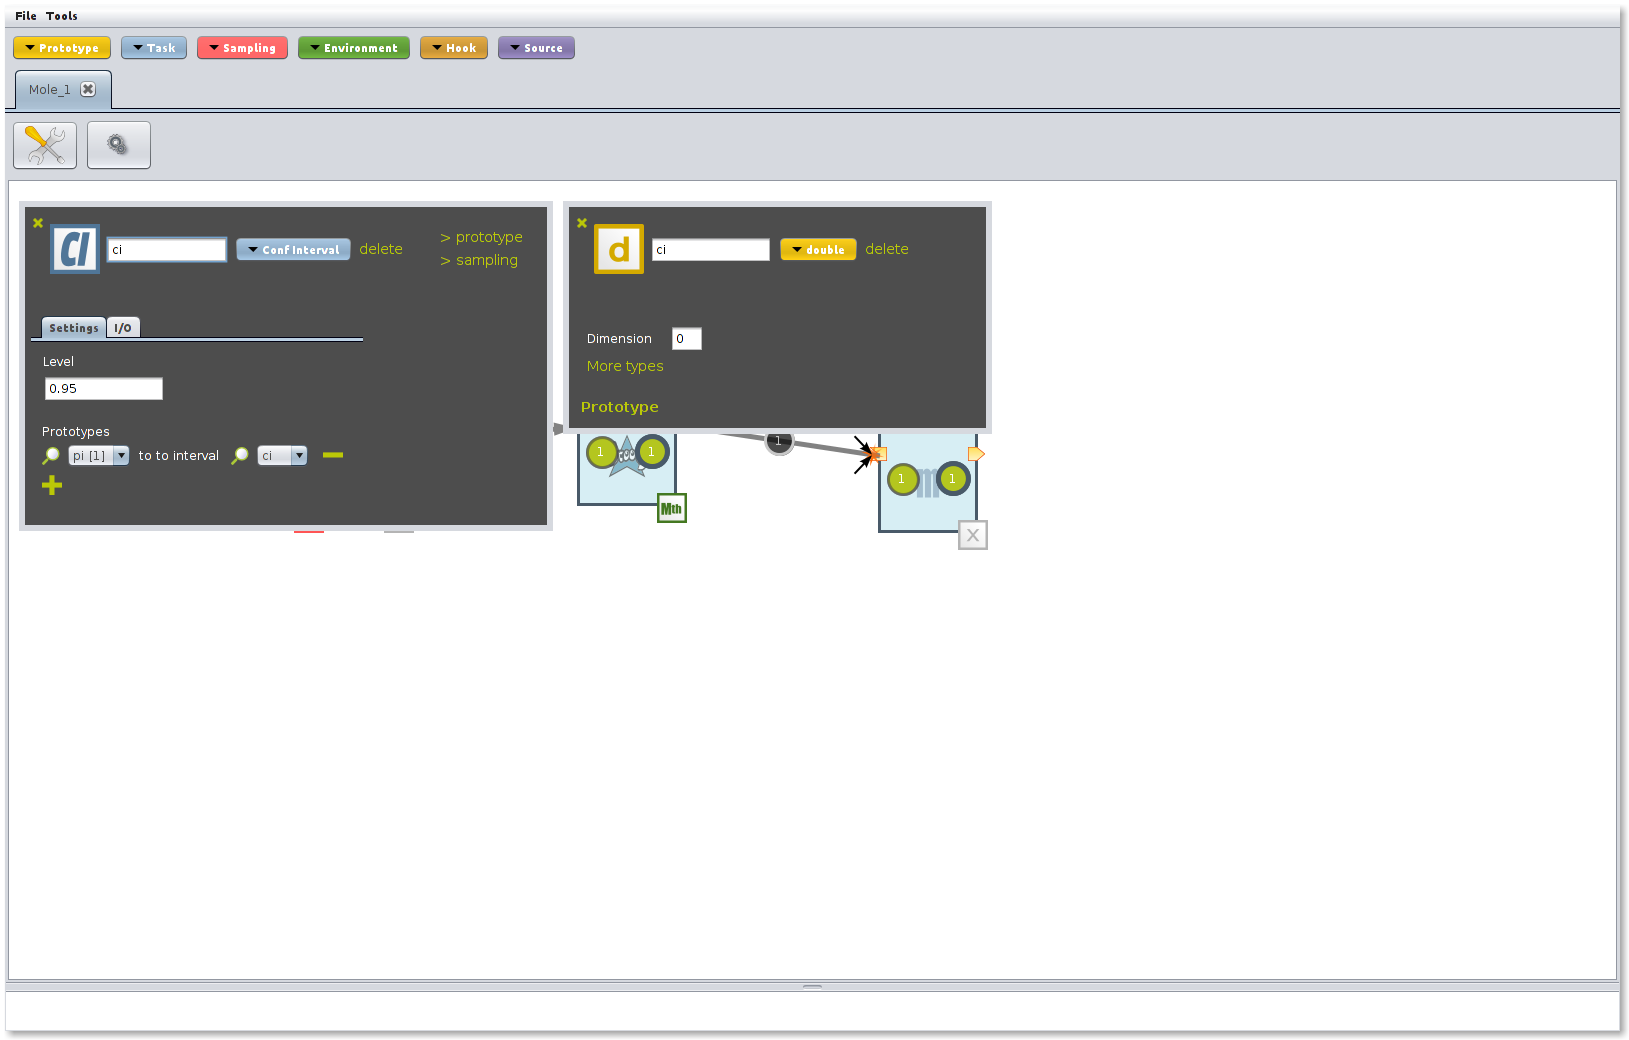 File Tools
Prototype Task Sampling Environment Hook Source
Mole_1
CI ci Conf Interval delete > prototype
> sampling
d ci double delete
Settings I/O
Level
0.95
Prototypes
pi [1] to to interval ci
Dimension 0
More types
Prototype
1 1
Mth
1
1 1
X